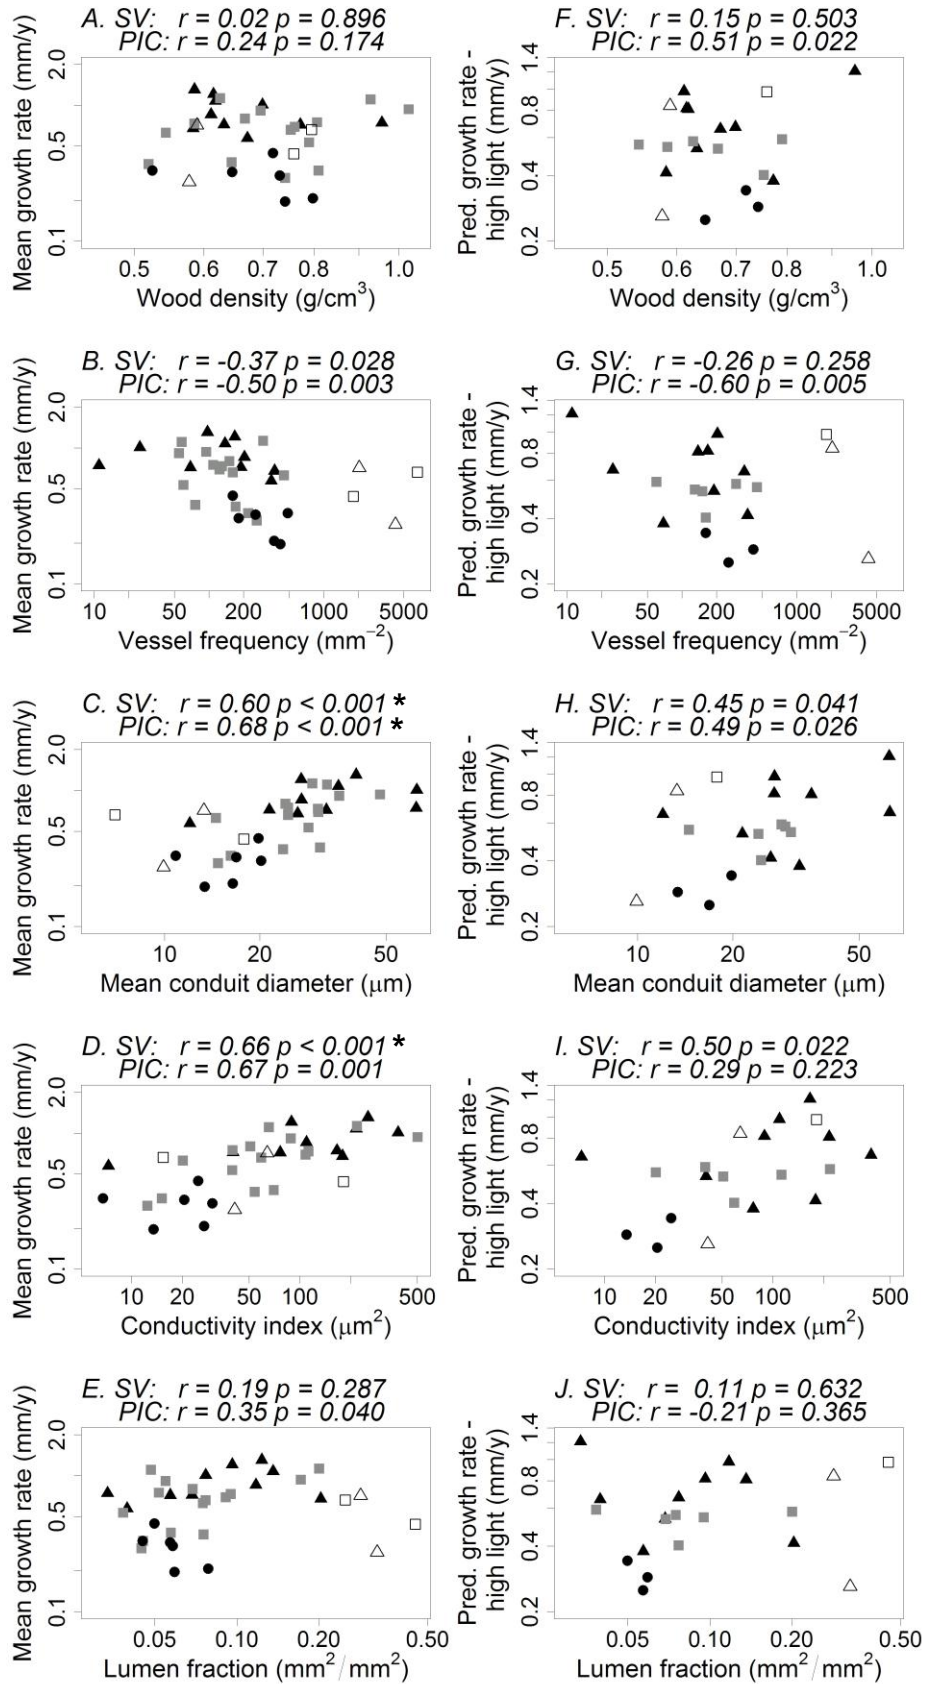 A. SV: r = 0.02 p = 0.896
PIC: r = 0.24 p = 0.174
Mean growth rate (mm/y)
2.0
0.5
0.1
0.5 0.6 0.7 0.8 1.0
Wood density (g/cm³)
F. SV: r = 0.15 p = 0.503
PIC: r = 0.51 p = 0.022
Pred. growth rate -
high light (mm/y)
1.4
0.8
0.4
0.2
0.5 0.6 0.7 0.8 1.0
Wood density (g/cm³)
B. SV: r = -0.37 p = 0.028
PIC: r = -0.50 p = 0.003
Mean growth rate (mm/y)
2.0
0.5
0.1
10 50 200 1000 5000
Vessel frequency (mm⁻²)
G. SV: r = -0.26 p = 0.258
PIC: r = -0.60 p = 0.005
Pred. growth rate -
high light (mm/y)
1.4
0.8
0.4
0.2
10 50 200 1000 5000
Vessel frequency (mm⁻²)
C. SV: r = 0.60 p < 0.001 *
PIC: r = 0.68 p < 0.001 *
Mean growth rate (mm/y)
2.0
0.5
0.1
10 20 50
Mean conduit diameter (μm)
H. SV: r = 0.45 p = 0.041
PIC: r = 0.49 p = 0.026
Pred. growth rate -
high light (mm/y)
1.4
0.8
0.4
0.2
10 20 50
Mean conduit diameter (μm)
D. SV: r = 0.66 p < 0.001 *
PIC: r = 0.67 p = 0.001
Mean growth rate (mm/y)
2.0
0.5
0.1
10 20 50 100 500
Conductivity index (μm²)
I. SV: r = 0.50 p = 0.022
PIC: r = 0.29 p = 0.223
Pred. growth rate -
high light (mm/y)
1.4
0.8
0.4
0.2
10 20 50 100 500
Conductivity index (μm²)
E. SV: r = 0.19 p = 0.287
PIC: r = 0.35 p = 0.040
Mean growth rate (mm/y)
2.0
0.5
0.1
0.05 0.10 0.20 0.50
Lumen fraction (mm²/mm²)
J. SV: r = 0.11 p = 0.632
PIC: r = -0.21 p = 0.365
Pred. growth rate -
high light (mm/y)
1.4
0.8
0.4
0.2
0.05 0.10 0.20 0.50
Lumen fraction (mm²/mm²)